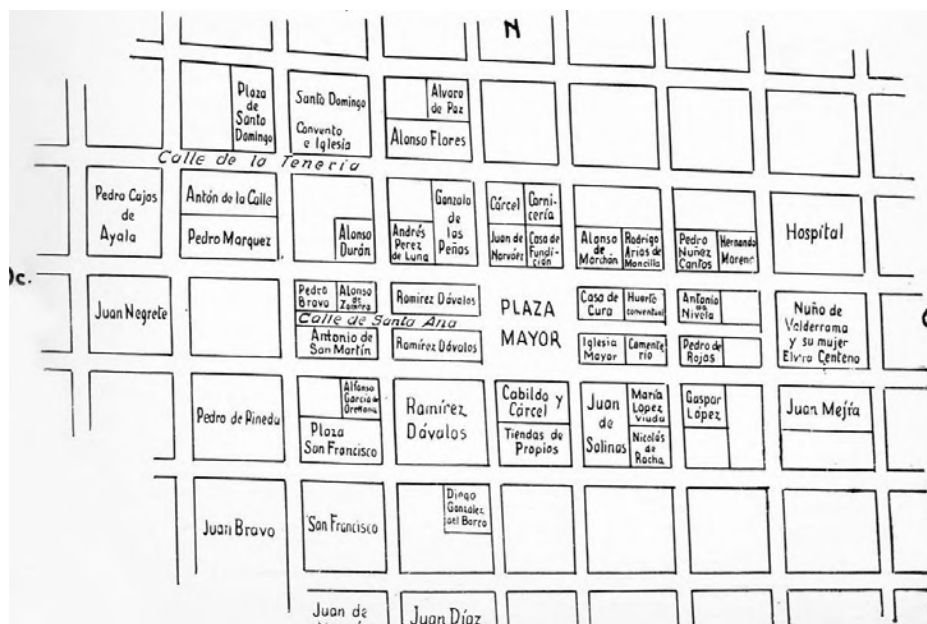 N
Plaza
de
Santo
Domingo
Santo Domingo
Convento
e Iglesia
Alvaro
de Paz
Alonso Flores
Calle de la Tenería
Pedro Cajos
de
Ayala
Antón de la Calle
Pedro Marquez
Alonso
Durán
Andrés
Perez
de Luna
Gonzalo
de
las
Peñas
Cárcel
Carni-
cería
Juan de
Narváez
Casa de
Fundi-
ción
Alonso
de
Marchán
Rodrigo
Arias de
Mancilla
Pedro
Nuñez
Cantos
Hernando
Moreno
Hospital
Oc.
Juan Negrete
Pedro
Bravo
Alonso
de
Zamora
Ramirez Dávalos
Calle de Santa Ana
Antonio de
San Martín
Ramírez Dávalos
PLAZA
MAYOR
Casa de
Cura
Huerto
conventual
Iglesia
Mayor
Cemente
rio
Antonio
de
Nivela
Pedro de
Rojas
Nuño de
Valderrama
y su mujer
Elvira Centeno
Pedro de Pineda
Alfonso
Garcia de
Orellana
Plaza
San Francisco
Ramírez
Dávalos
Cabildo y
Cárcel
Tiendas de
Propios
Juan
de
Salinas
María
Lopez
viuda
Nicolás
de
Rocha
Gaspar
López
Juan Mejía
Juan Bravo
San Francisco
Diego
González
del Barro
Juan de
Juan Díaz